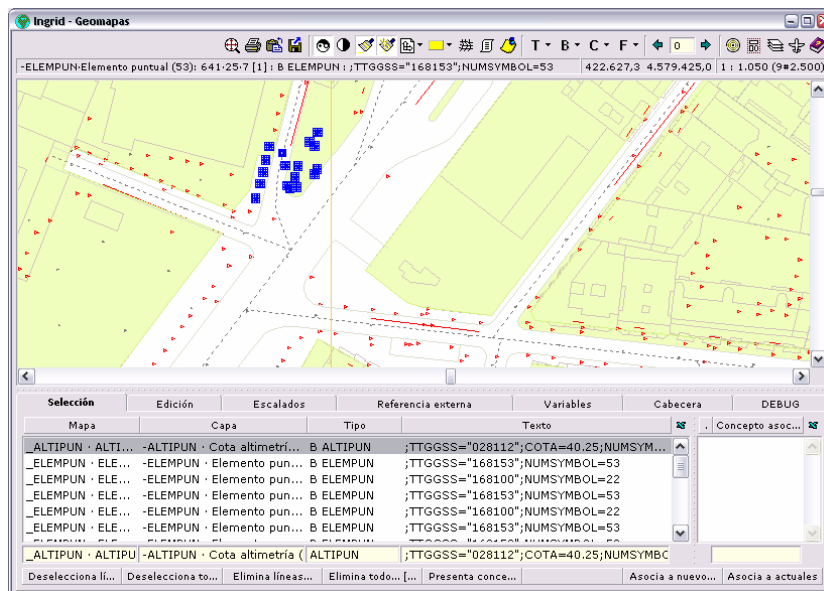 Ingrid - Geomapas
T B C F 0
-ELEMPUN·Elemento puntual (53): 641·25·7 [1] : B ELEMPUN : ;TTGGSS="168153";NUMSYMBOL=53 422.627,3 4.579.425,0 1 : 1.050 (9#2.500)
Selección Edición Escalados Referencia externa Variables Cabecera DEBUG
Mapa Capa Tipo Texto . Concepto asoc...
_ALTIPUN · ALTI... -ALTIPUN · Cota altimetrí... B ALTIPUN ;TTGGSS="028112";COTA=40.25;NUMSYM...
_ELEMPUN · ELE... -ELEMPUN · Elemento pun... B ELEMPUN ;TTGGSS="168153";NUMSYMBOL=53
_ELEMPUN · ELE... -ELEMPUN · Elemento pun... B ELEMPUN ;TTGGSS="168100";NUMSYMBOL=22
_ELEMPUN · ELE... -ELEMPUN · Elemento pun... B ELEMPUN ;TTGGSS="168153";NUMSYMBOL=53
_ELEMPUN · ELE... -ELEMPUN · Elemento pun... B ELEMPUN ;TTGGSS="168100";NUMSYMBOL=22
_ELEMPUN · ELE... -ELEMPUN · Elemento pun... B ELEMPUN ;TTGGSS="168153";NUMSYMBOL=53
_ALTIPUN · ALTIPU -ALTIPUN · Cota altimetría ( ALTIPUN ;TTGGSS="028112";COTA=40.25;NUMSYMBO
Deselecciona lí... Deselecciona to... Elimina líneas... Elimina todo... [... Presenta conce... Asocia a nuevo... Asocia a actuales